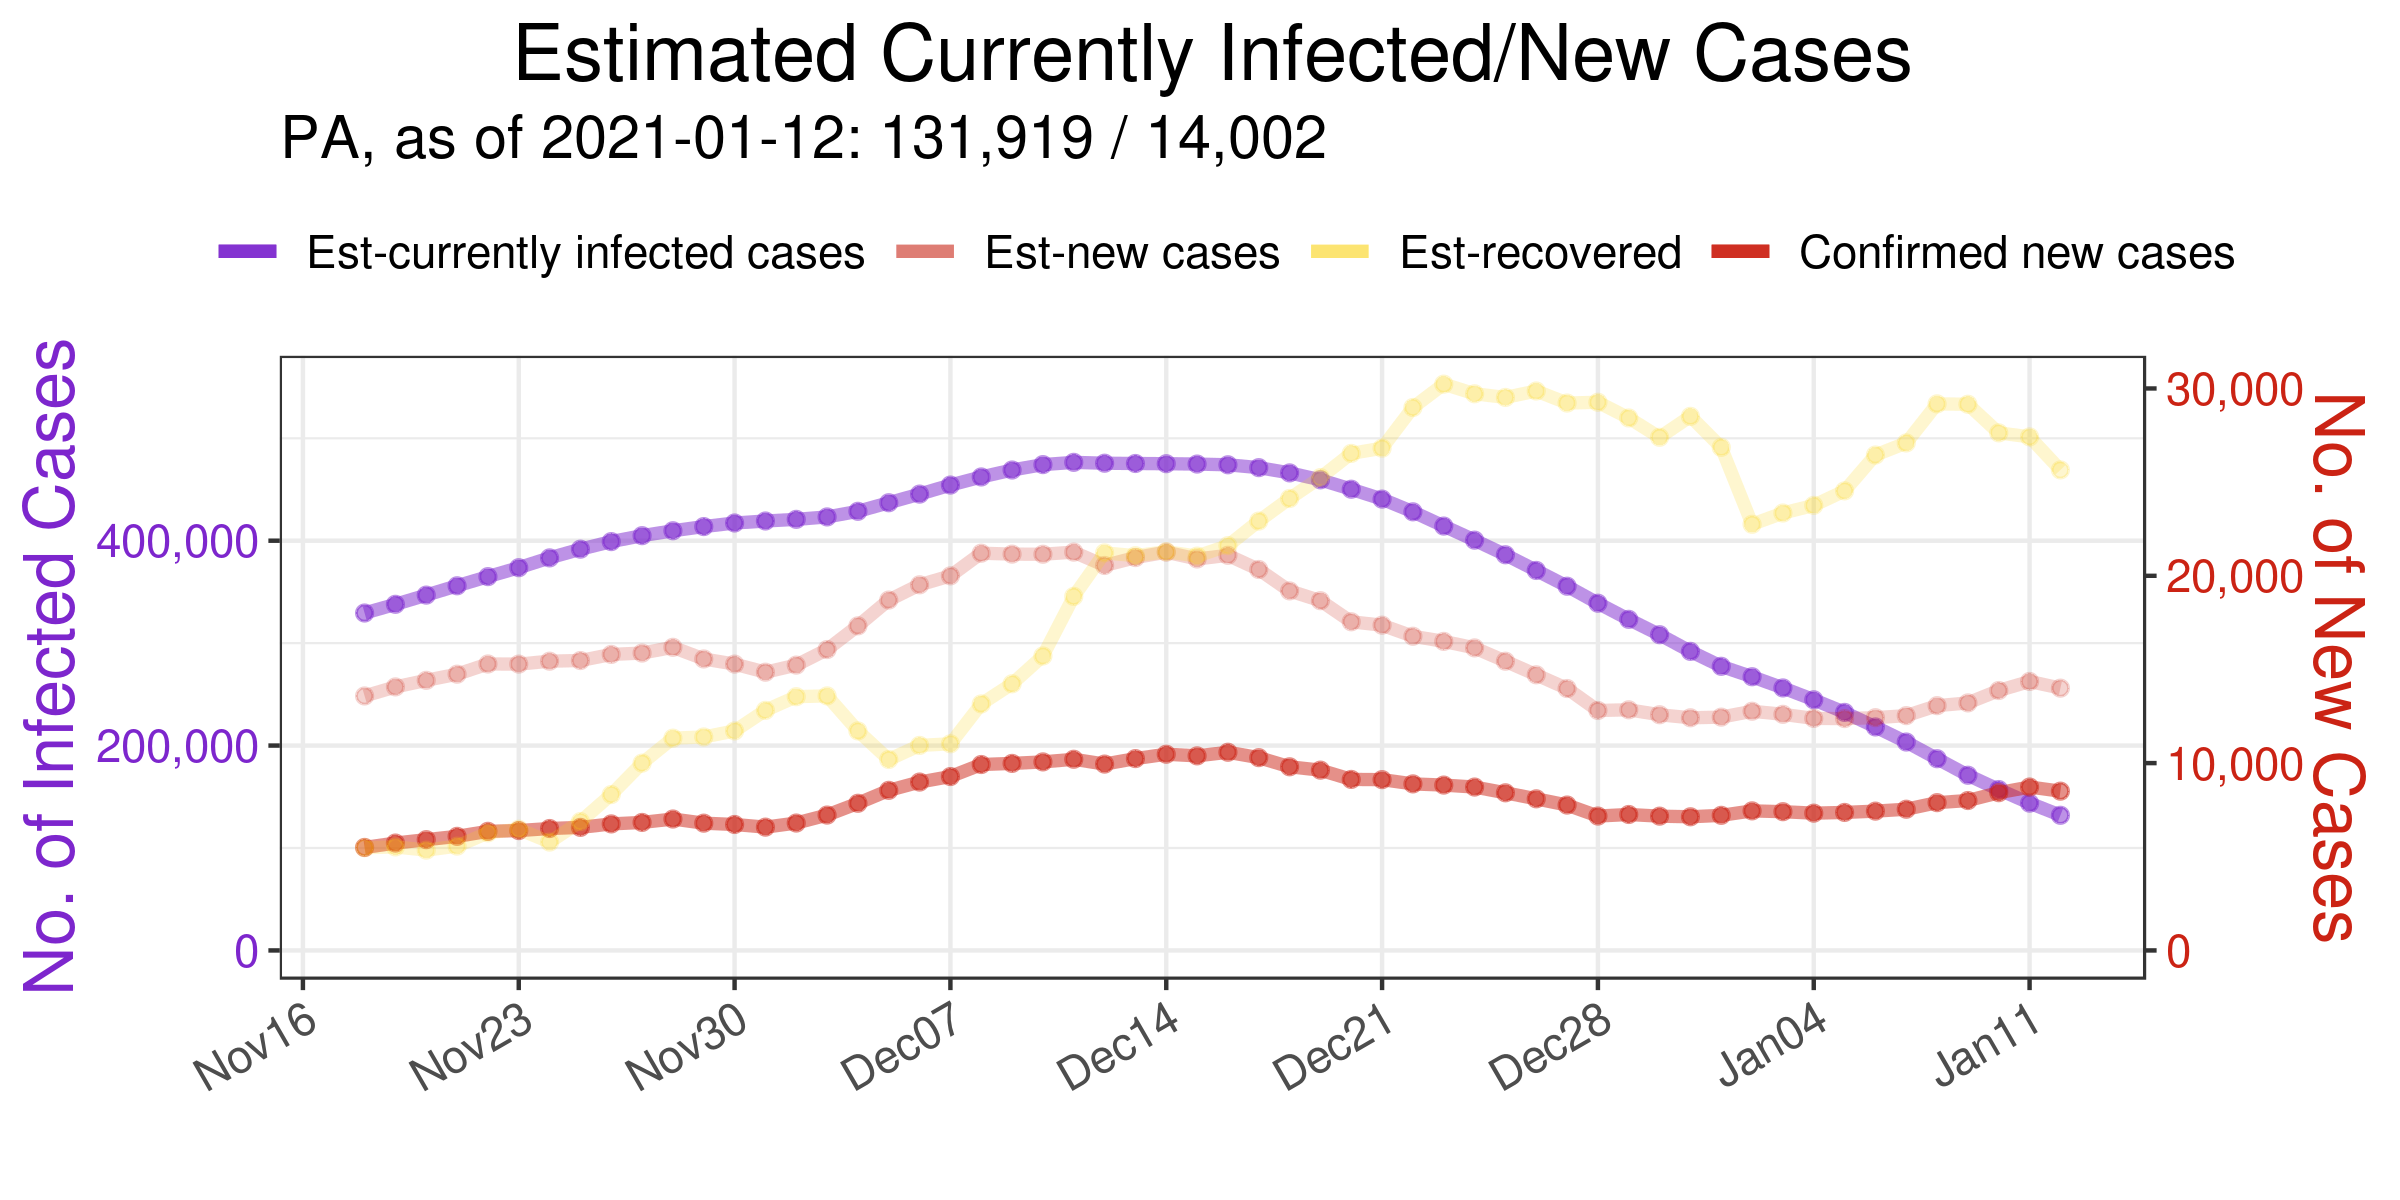 Estimated Currently Infected/New Cases
PA, as of 2021-01-12: 131,919 / 14,002
Est-currently infected cases Est-new cases Est-recovered Confirmed new cases
No. of Infected Cases
400,000
200,000
0
30,000
20,000
10,000
0
No. of New Cases
Nov16 Nov23 Nov30 Dec07 Dec14 Dec21 Dec28 Jan04 Jan11